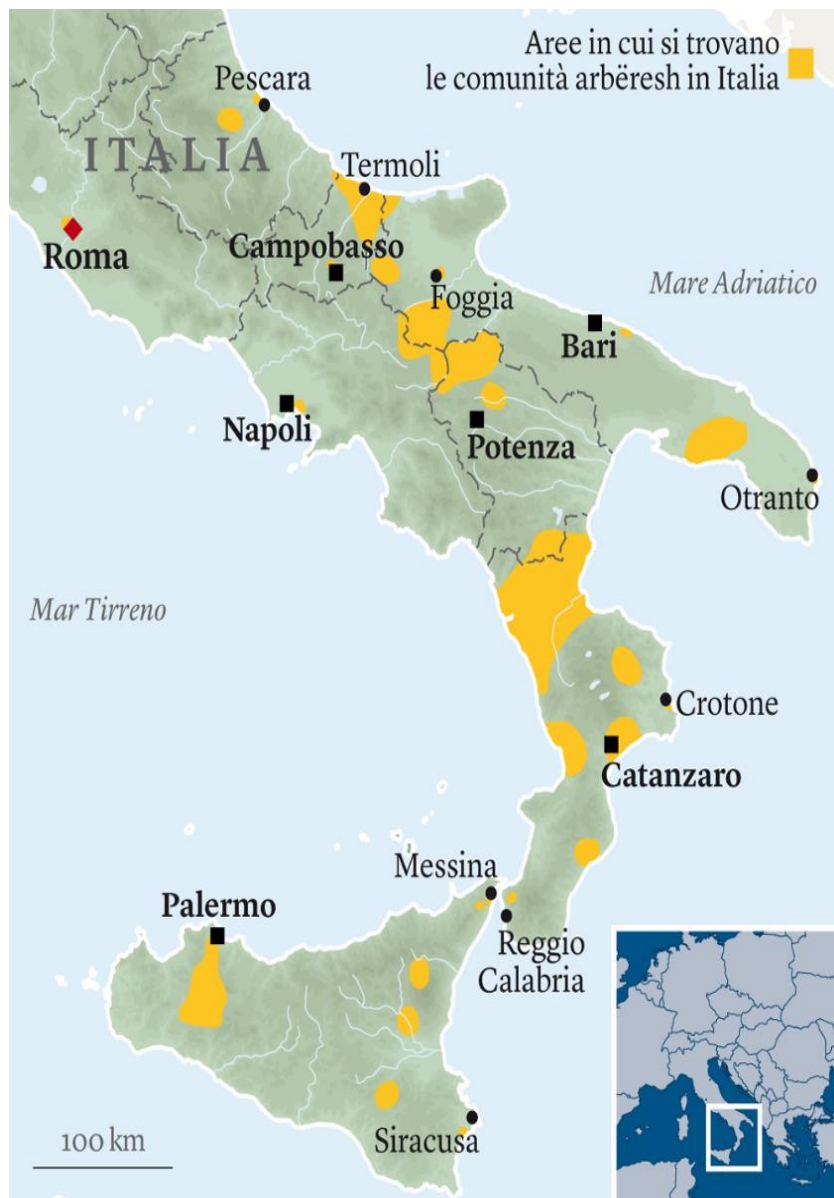 Aree in cui si trovano
le comunità arbëresh in Italia
Pescara
ITALIA
Termoli
Roma
Campobasso
Foggia
Mare Adriatico
Bari
Napoli
Potenza
Otranto
Mar Tirreno
Crotone
Catanzaro
Messina
Palermo
Reggio
Calabria
Siracusa
100 km